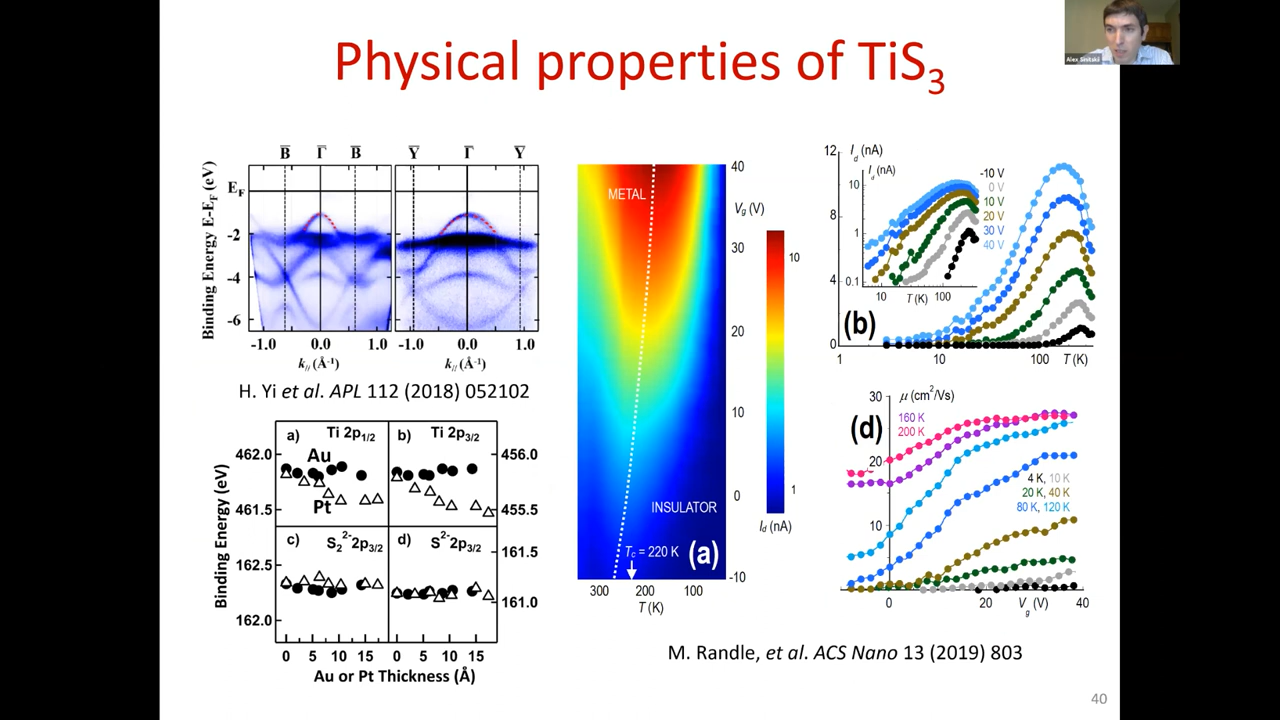 Physical properties of TiS3
Alex Sinitskii
B̅ Γ̅ B̅ Y̅ Γ̅ Y̅
Binding Energy E-EF (eV)
EF
-2
-4
-6
-1.0 0.0 1.0 -1.0 0.0 1.0
k// (Å-1) k// (Å-1)
H. Yi et al. APL 112 (2018) 052102
a) Ti 2p1/2 b) Ti 2p3/2
Au
Pt
c) S2 2- 2p3/2 d) S2- 2p3/2
Binding Energy (eV)
462.0
461.5
162.5
162.0
456.0
455.5
161.5
161.0
0 5 10 15 0 5 10 15
Au or Pt Thickness (Å)
METAL
INSULATOR
Tc = 220 K
(a)
300 200 100
T (K)
40
Vg (V)
30
20
10
0
-10
10
1
Id (nA)
12
8
4
0
Id (nA)
Id (nA)
10
1
0.1
10 T (K) 100
-10 V
0 V
10 V
20 V
30 V
40 V
(b)
1 10 100 T (K)
30
20
10
μ (cm2/Vs)
160 K
200 K
(d)
4 K, 10 K
20 K, 40 K
80 K, 120 K
0 20 Vg (V) 40
M. Randle, et al. ACS Nano 13 (2019) 803
40